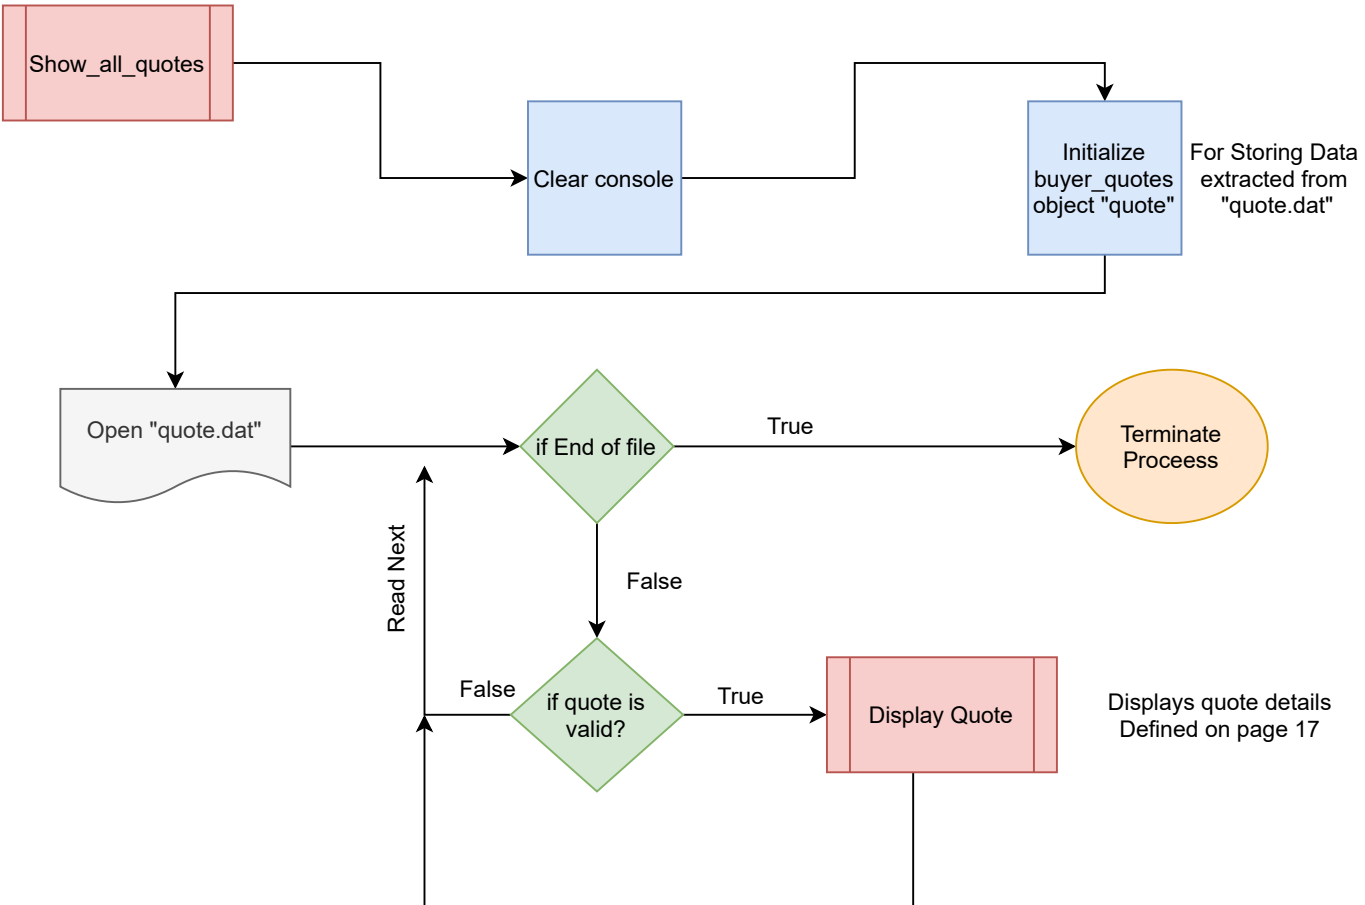 Show_all_quotes
Clear console
Initialize
buyer_quotes
object "quote"
For Storing Data
extracted from
"quote.dat"
Open "quote.dat"
if End of file
True
Terminate
Proceess
Read Next
False
False
if quote is
valid?
True
Display Quote
Displays quote details
Defined on page 17